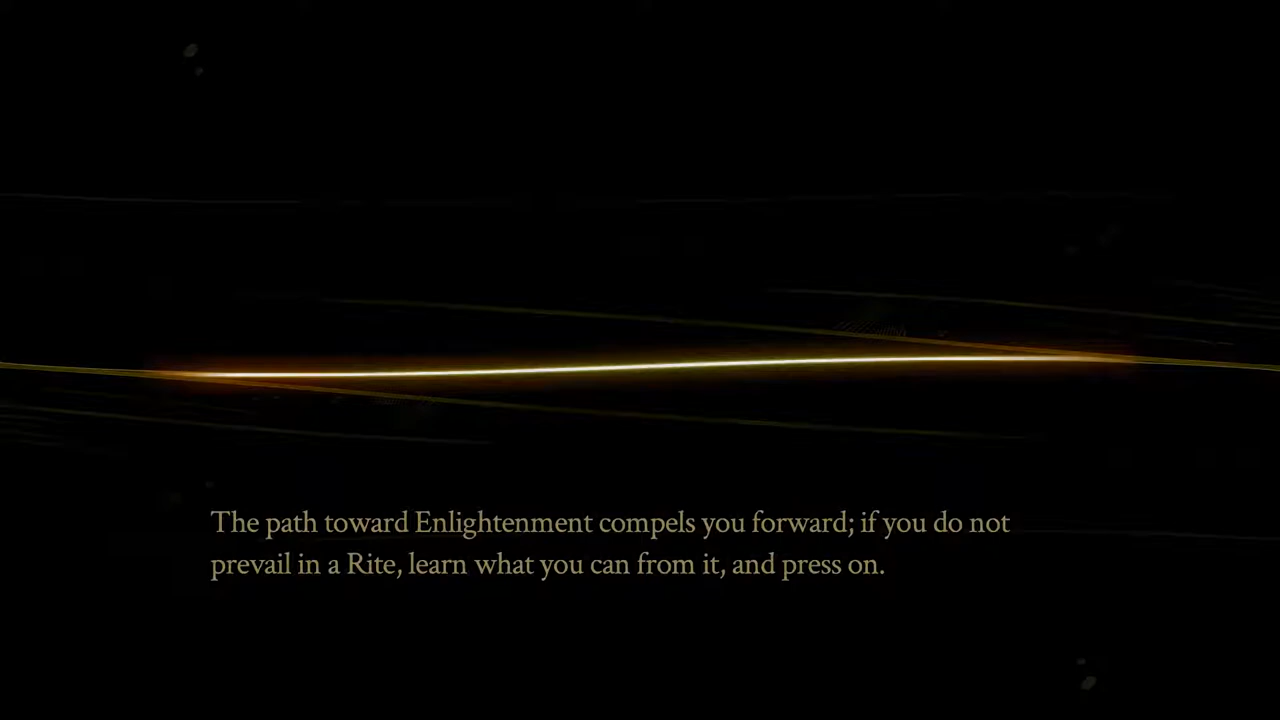 The path toward Enlightenment compels you forward; if you do not
prevail in a Rite, learn what you can from it, and press on.